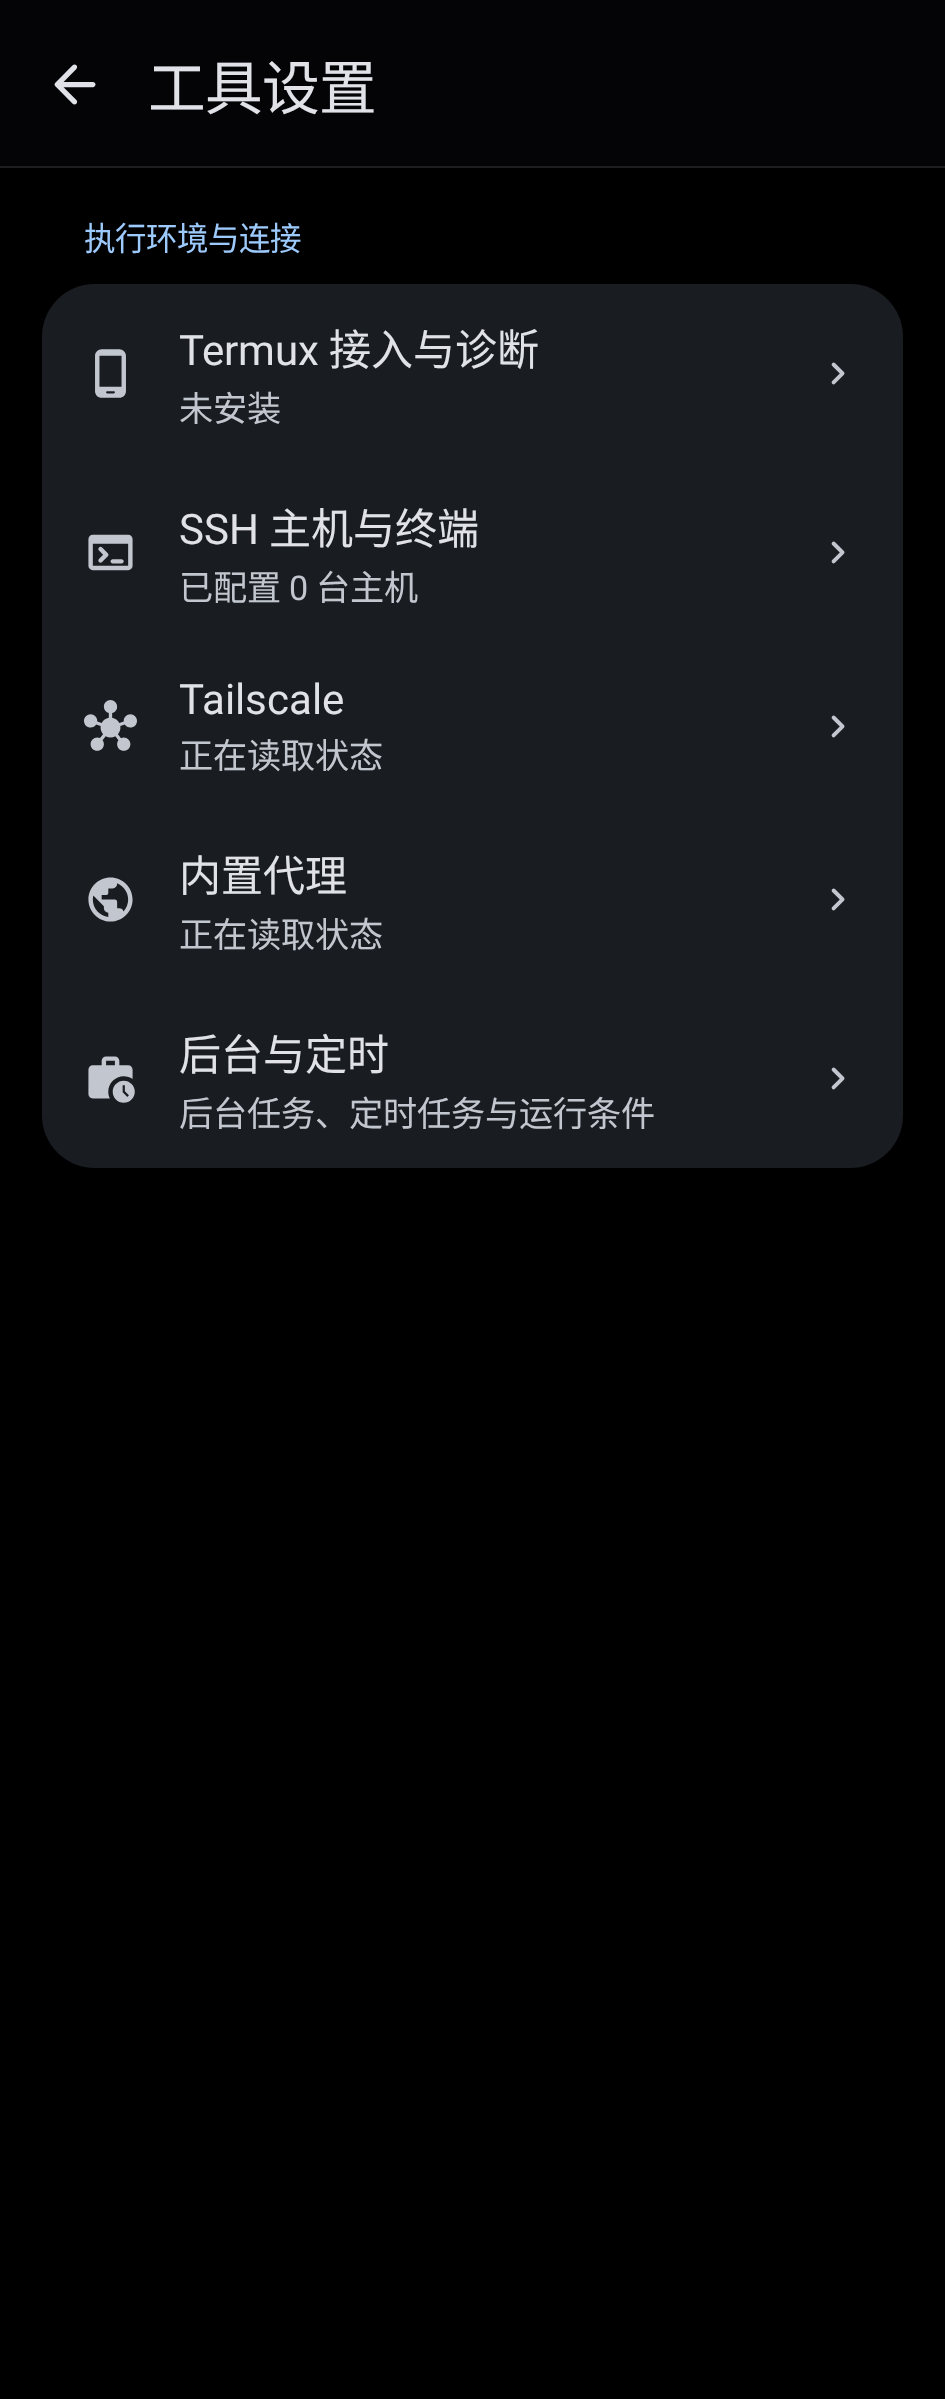 工具设置
执行环境与连接
Termux 接入与诊断
未安装
SSH 主机与终端
已配置 0 台主机
Tailscale
正在读取状态
内置代理
正在读取状态
后台与定时
后台任务、定时任务与运行条件